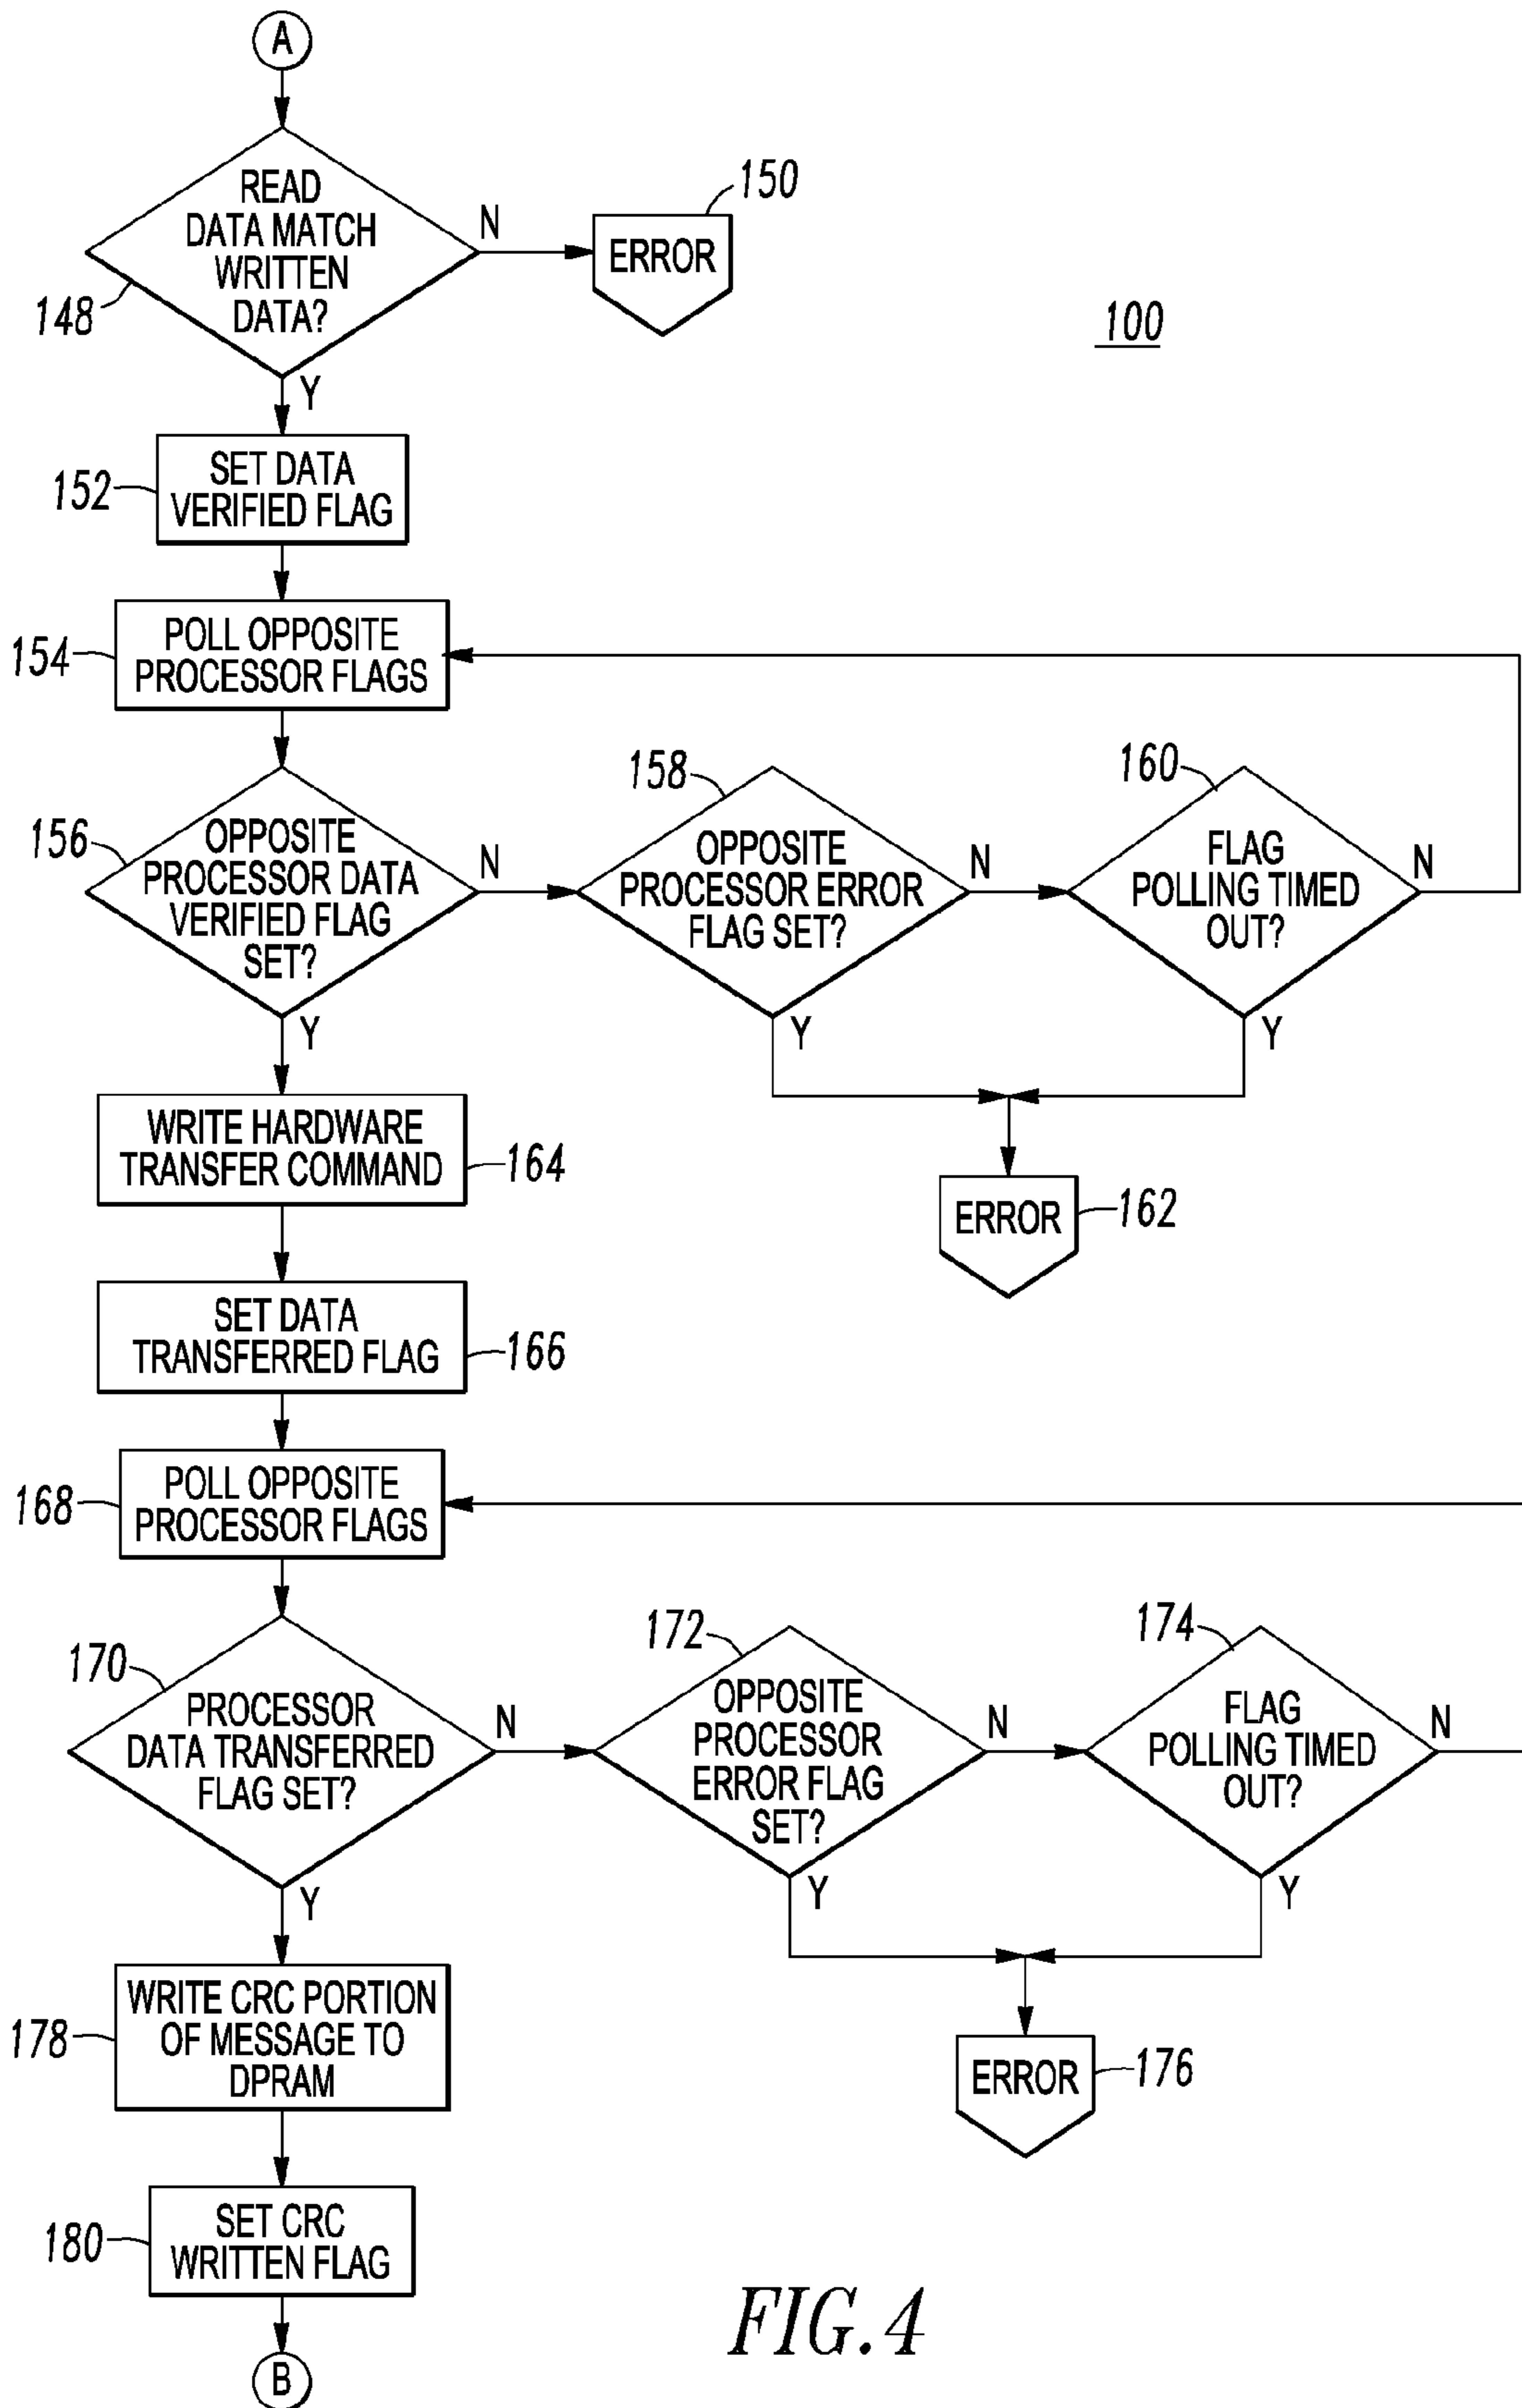 A
READ
DATA MATCH
WRITTEN
DATA?
148
N
150
ERROR
100
Y
SET DATA
VERIFIED FLAG
152
POLL OPPOSITE
PROCESSOR FLAGS
154
OPPOSITE
PROCESSOR DATA
VERIFIED FLAG
SET?
156
N
158
OPPOSITE
PROCESSOR ERROR
FLAG SET?
N
160
FLAG
POLLING TIMED
OUT?
N
Y
Y
Y
WRITE HARDWARE
TRANSFER COMMAND
164
ERROR
162
SET DATA
TRANSFERRED FLAG
166
POLL OPPOSITE
PROCESSOR FLAGS
168
170
PROCESSOR
DATA TRANSFERRED
FLAG SET?
N
172
OPPOSITE
PROCESSOR
ERROR FLAG
SET?
N
174
FLAG
POLLING TIMED
OUT?
N
Y
Y
Y
WRITE CRC PORTION
OF MESSAGE TO
DPRAM
178
ERROR
176
SET CRC
WRITTEN FLAG
180
B
FIG.4